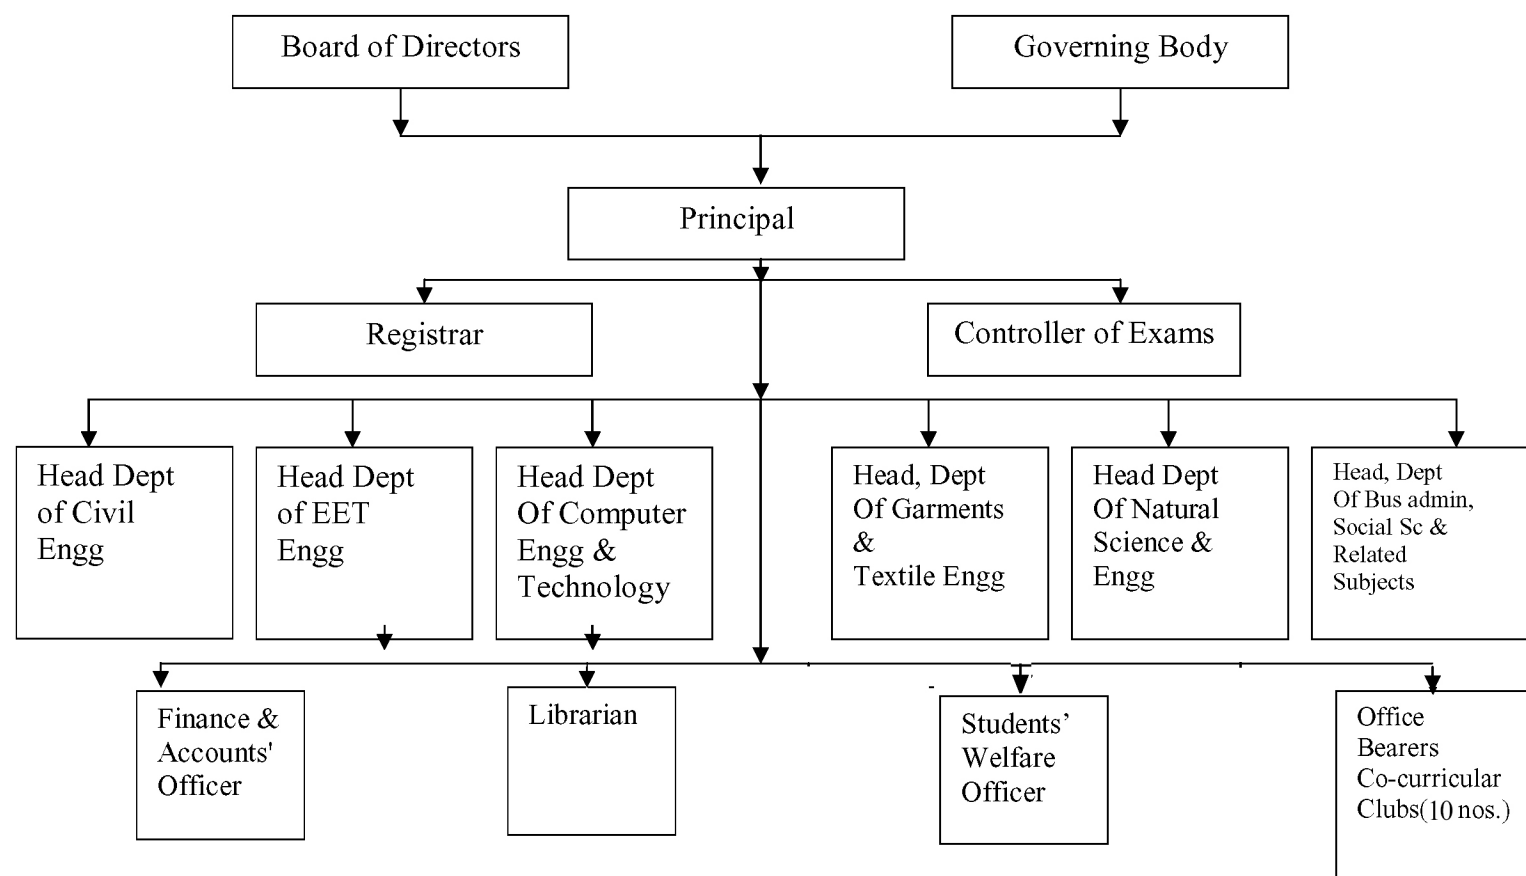 Board of Directors
Governing Body
Principal
Registrar
Controller of Exams
Head Dept
of Civil
Engg
Head Dept
of EET
Engg
Head Dept
Of Computer
Engg &
Technology
Head, Dept
Of Garments
&
Textile Engg
Head Dept
Of Natural
Science &
Engg
Head, Dept
Of Bus admin,
Social Sc &
Related
Subjects
Finance &
Accounts'
Officer
Librarian
Students’
Welfare
Officer
Office
Bearers
Co-curricular
Clubs(10 nos.)